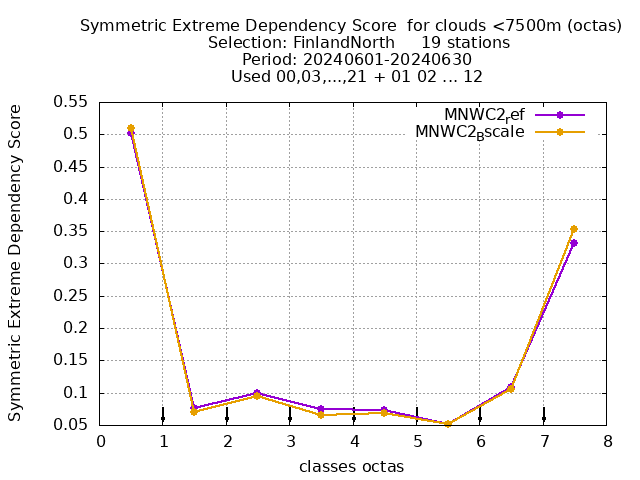 Symmetric Extreme Dependency Score  for clouds <7500m (octas)
Selection: FinlandNorth     19 stations
Period: 20240601-20240630
Used 00,03,...,21 + 01 02 ... 12
Symmetric Extreme Dependency Score
0.55
0.5
0.45
0.4
0.35
0.3
0.25
0.2
0.15
0.1
0.05
MNWC2ref
MNWC2Bscale
0 1 2 3 4 5 6 7 8
classes octas